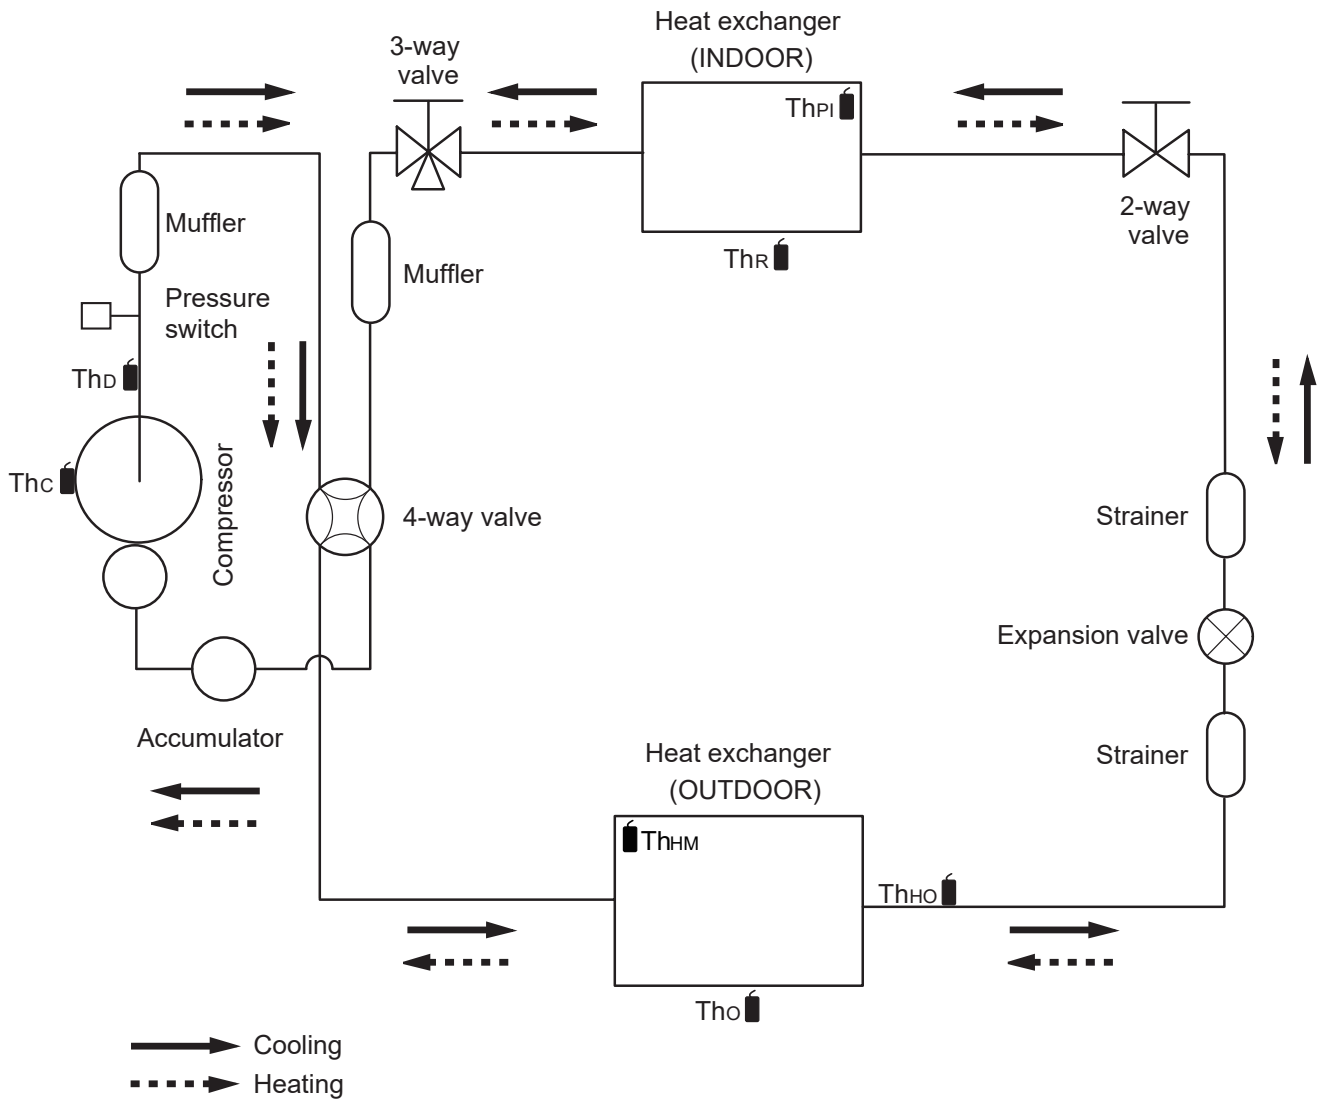 Heat exchanger
(INDOOR)
3-way
valve
ThPI
2-way
valve
Muffler
ThR
Muffler
Pressure
switch
ThD
ThC
Compressor
4-way valve
Strainer
Expansion valve
Strainer
Accumulator
Heat exchanger
(OUTDOOR)
ThHM
ThHO
ThO
Cooling
Heating